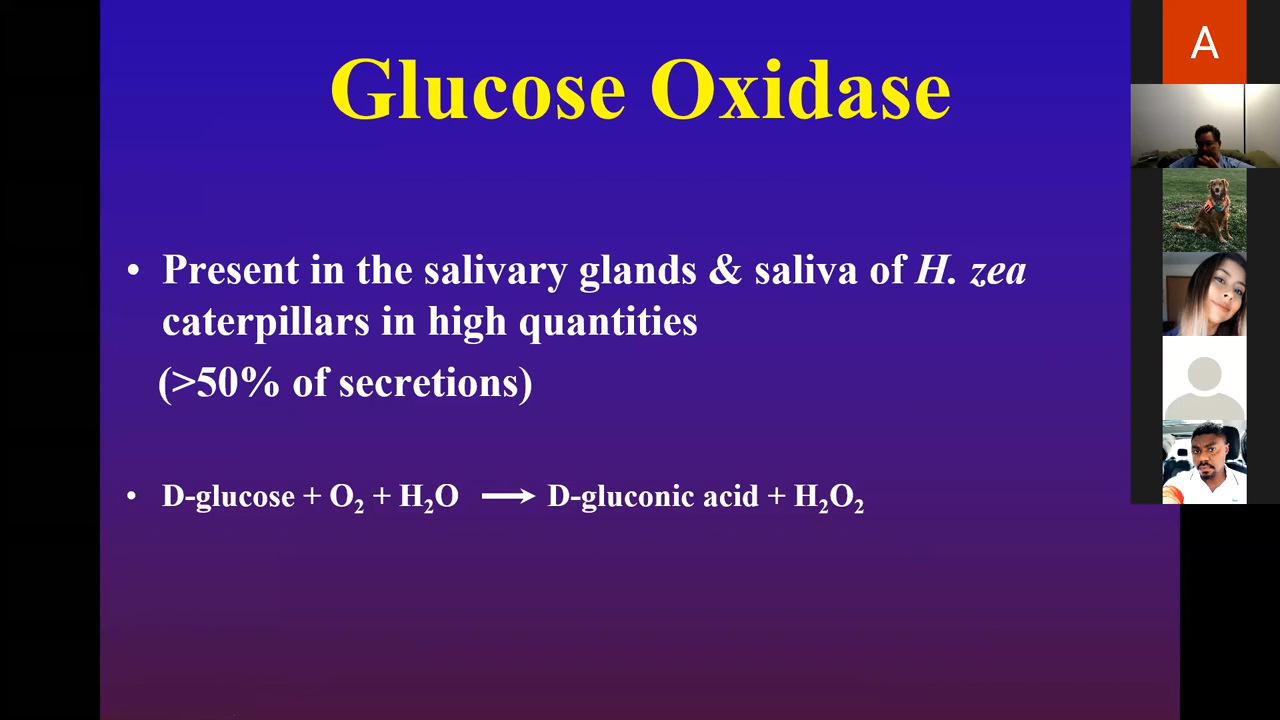 Glucose Oxidase
• Present in the salivary glands & saliva of H. zea
caterpillars in high quantities
(>50% of secretions)
• D-glucose + O₂ + H₂O ⟶ D-gluconic acid + H₂O₂
A